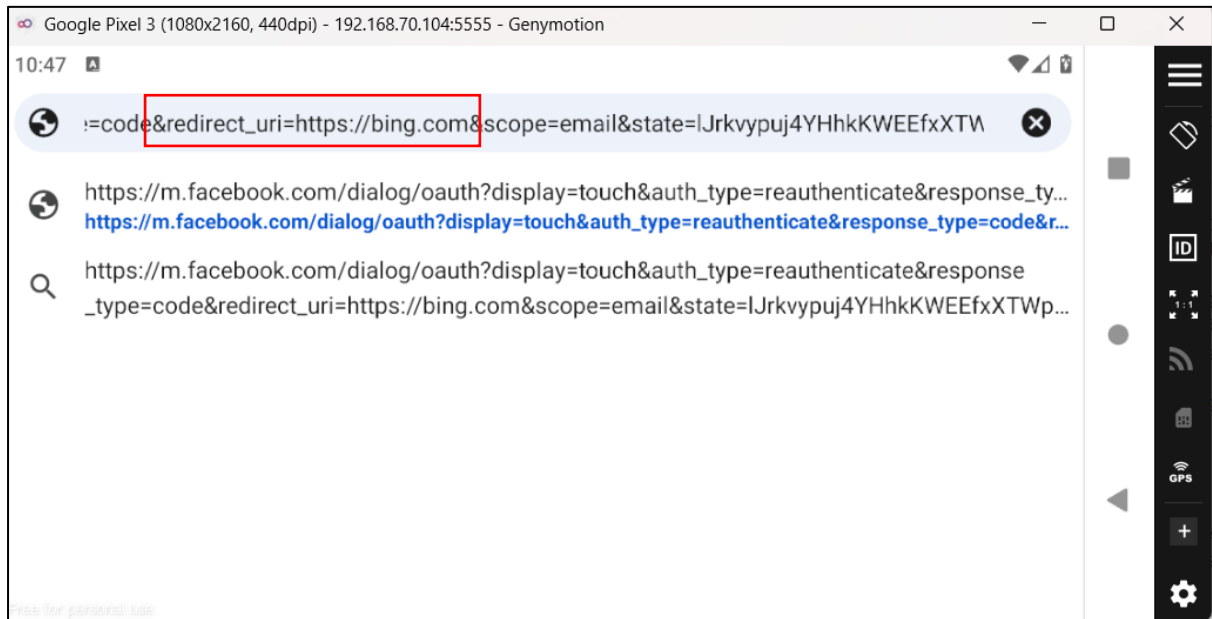 Google Pixel 3 (1080x2160, 440dpi) - 192.168.70.104:5555 - Genymotion
10:47 A
=code&redirect_uri=https://bing.com&scope=email&state=lJrkvypuj4YHhkKWEEfxXTW
https://m.facebook.com/dialog/oauth?display=touch&auth_type=reauthenticate&response_ty...
https://m.facebook.com/dialog/oauth?display=touch&auth_type=reauthenticate&response_type=code&r...
https://m.facebook.com/dialog/oauth?display=touch&auth_type=reauthenticate&response
_type=code&redirect_uri=https://bing.com&scope=email&state=lJrkvypuj4YHhkKWEEfxXTWp...
ID
1:1
GPS
Free for personal use